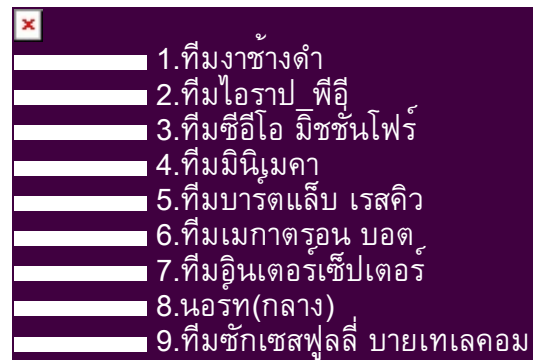 1.ทีมงาช้างดำ
2.ทีมไอราป_พีอี
3.ทีมซีอีโอ มิชชั่นโฟร์
4.ทีมมินิเมคา
5.ทีมบาร์ตแล็บ เรสคิว
6.ทีมเมกาตรอน บอต
7.ทีมอินเตอร์เซ็ปเตอร์
8.นอร์ท(กลาง)
9.ทีมซักเซสฟูลลี่ บายเทเลคอม